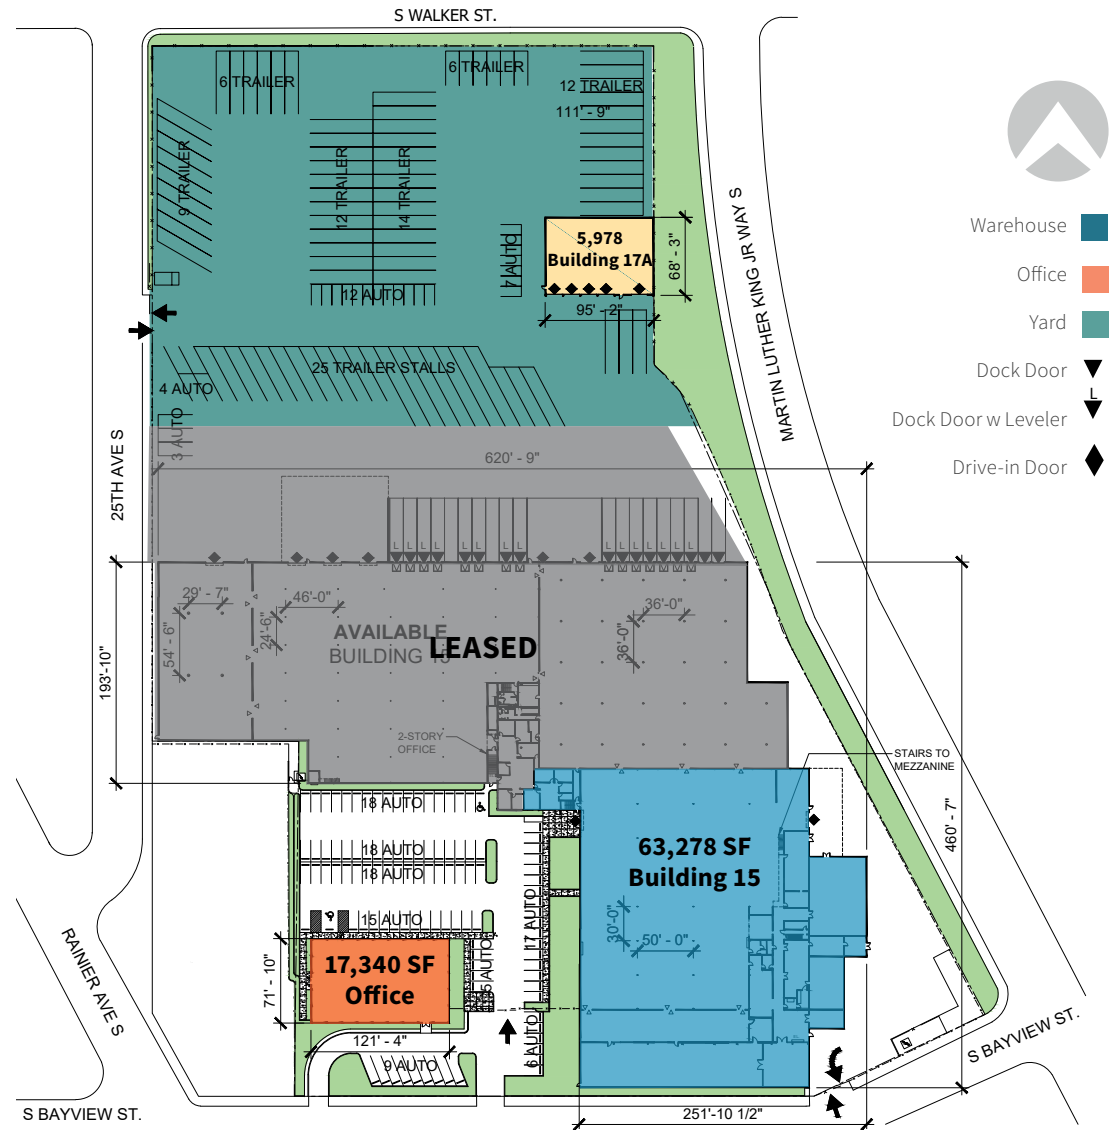 S WALKER ST.
6 TRAILER
6 TRAILER
12 TRAILER
111' - 9"
9 TRAILER
12 TRAILER
14 TRAILER
MARTIN LUTHER KING JR WAY S
Warehouse
Office
Yard
Dock Door
L
Dock Door w Leveler
Drive-in Door
5,978
Building 17A
68' - 3"
7 AUTO
12 AUTO
95' - 2"
25 TRAILER STALLS
4 AUTO
3 AUTO
25TH AVE S
620' - 9"
L L L L L L L L L L L L L L L
29' - 7"
46'-0"
36'-0"
54' - 6"
24'-6"
36'-0"
AVAILABLE
LEASED
193'-10"
2-STORY
OFFICE
STAIRS TO
MEZZANINE
18 AUTO
18 AUTO
18 AUTO
15 AUTO
17 AUTO
63,278 SF
Building 15
460' - 7"
30'-0"
50' - 0"
17,340 SF
Office
71' - 10"
121' - 4"
6 AUTO
9 AUTO
RAINIER AVE S
S BAYVIEW ST.
S BAYVIEW ST.
251'-10 1/2"